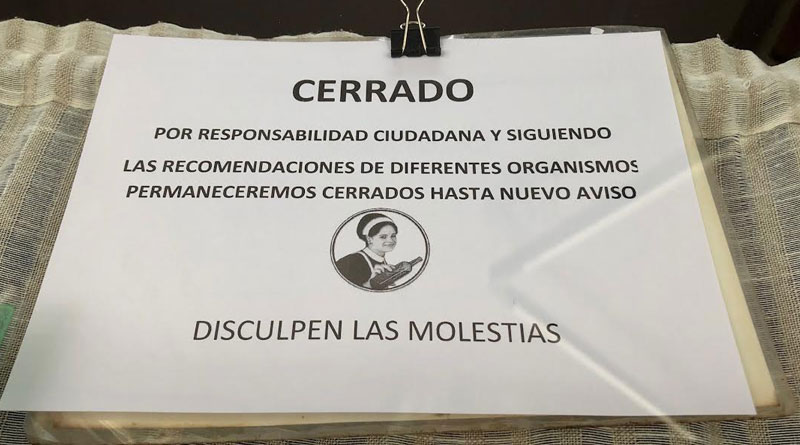 CERRADO
POR RESPONSABILIDAD CIUDADANA Y SIGUIENDO
LAS RECOMENDACIONES DE DIFERENTES ORGANISMOS
PERMANECEREMOS CERRADOS HASTA NUEVO AVISO
DISCULPEN LAS MOLESTIAS